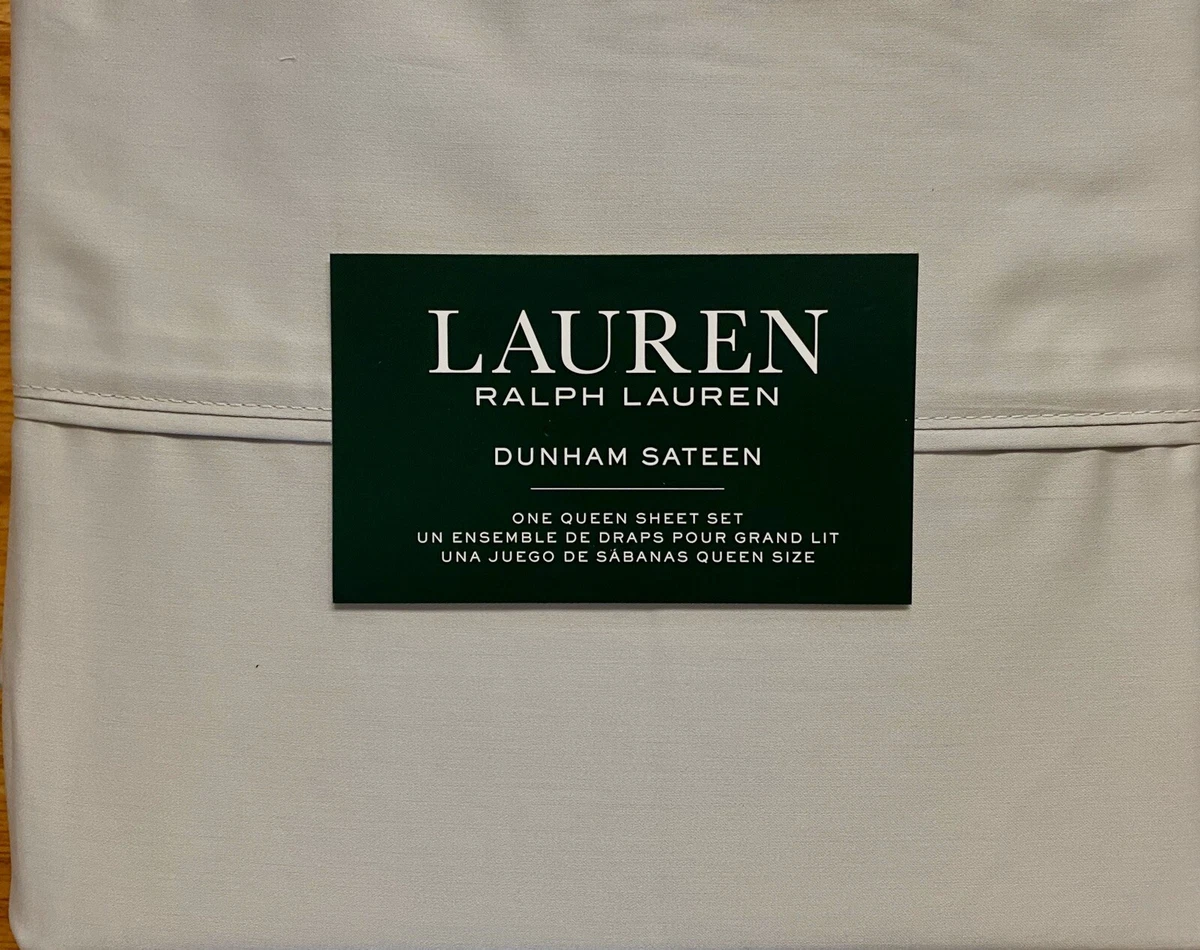 LAUREN
RALPH LAUREN
DUNHAM SATEEN
ONE QUEEN SHEET SET
UN ENSEMBLE DE DRAPS POUR GRAND LIT
UNA JUEGO DE SÁBANAS QUEEN SIZE